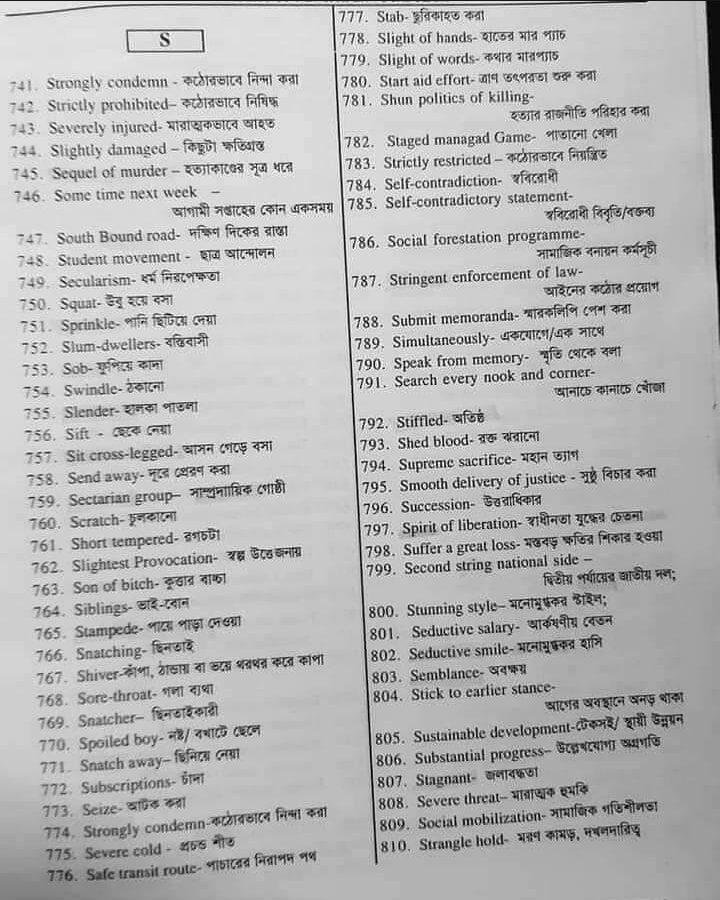 S
741. Strongly condemn - কঠোরভাবে নিন্দা করা
742. Strictly prohibited– কঠোরভাবে নিষিদ্ধ
743. Severely injured- মারাত্মকভাবে আহত
744. Slightly damaged – কিছুটা ক্ষতিগ্রস্ত
745. Sequel of murder – হত্যাকাণ্ডের সূত্র ধরে
746. Some time next week –
আগামী সপ্তাহের কোন একসময়
747. South Bound road- দক্ষিণ দিকের রাস্তা
748. Student movement - ছাত্র আন্দোলন
749. Secularism- ধর্ম নিরপেক্ষতা
750. Squat- উবু হয়ে বসা
751. Sprinkle- পানি ছিটিয়ে দেয়া
752. Slum-dwellers- বস্তিবাসী
753. Sob- ফুপিয়ে কাদা
754. Swindle- ঠকানো
755. Slender- হালকা পাতলা
756. Sift - ছেকে নেয়া
757. Sit cross-legged- আসন গেড়ে বসা
758. Send away- দূরে প্রেরণ করা
759. Sectarian group– সাম্প্রদায়িক গোষ্ঠী
760. Scratch- চুলকানো
761. Short tempered- রগচটা
762. Slightest Provocation- স্বল্প উত্তেজনায়
763. Son of bitch- কুত্তার বাচ্চা
764. Siblings- ভাই-বোন
765. Stampede- পায়ে পাড়া দেওয়া
766. Snatching- ছিনতাই
767. Shiver-কাঁপা, ঠান্ডায় বা ভয়ে থরথর করে কাপা
768. Sore-throat- গলা ব্যথা
769. Snatcher– ছিনতাইকারী
770. Spoiled boy- নষ্ট/ বখাটে ছেলে
771. Snatch away– ছিনিয়ে নেয়া
772. Subscriptions- চাঁদা
773. Seize- আটক করা
774. Strongly condemn-কঠোরভাবে নিন্দা করা
775. Severe cold - প্রচন্ড শীত
776. Safe transit route- পাচারের নিরাপদ পথ
777. Stab- ছুরিকাহত করা
778. Slight of hands- হাতের মার প্যাচ
779. Slight of words- কথার মারপ্যাচ
780. Start aid effort- ত্রাণ তৎপরতা শুরু করা
781. Shun politics of killing-
হত্যার রাজনীতি পরিহার করা
782. Staged managad Game- পাতানো খেলা
783. Strictly restricted – কঠোরভাবে নিয়ন্ত্রিত
784. Self-contradiction- স্ববিরোধী
785. Self-contradictory statement-
স্ববিরোধী বিবৃতি/বক্তব্য
786. Social forestation programme-
সামাজিক বনায়ন কর্মসূচী
787. Stringent enforcement of law-
আইনের কঠোর প্রয়োগ
788. Submit memoranda- স্মারকলিপি পেশ করা
789. Simultaneously- একযোগে/এক সাথে
790. Speak from memory- স্মৃতি থেকে বলা
791. Search every nook and corner-
আনাচে কানাচে খোঁজা
792. Stiffled- অতিষ্ঠ
793. Shed blood- রক্ত ঝরানো
794. Supreme sacrifice- মহান ত্যাগ
795. Smooth delivery of justice - সুষ্ঠু বিচার করা
796. Succession- উত্তরাধিকার
797. Spirit of liberation- স্বাধীনতা যুদ্ধের চেতনা
798. Suffer a great loss- মস্তবড় ক্ষতির শিকার হওয়া
799. Second string national side –
দ্বিতীয় পর্যায়ের জাতীয় দল;
800. Stunning style– মনোমুগ্ধকর স্টাইল;
801. Seductive salary- আর্কষণীয় বেতন
802. Seductive smile- মনোমুগ্ধকর হাসি
803. Semblance- অবক্ষয়
804. Stick to earlier stance-
আগের অবস্থানে অনড় থাকা
805. Sustainable development-টেকসই/ স্থায়ী উন্নয়ন
806. Substantial progress– উল্লেখযোগ্য অগ্রগতি
807. Stagnant- জলাবদ্ধতা
808. Severe threat– মারাত্মক হুমকি
809. Social mobilization- সামাজিক গতিশীলতা
810. Strangle hold- মরণ কামড়, দখলদারিত্ব